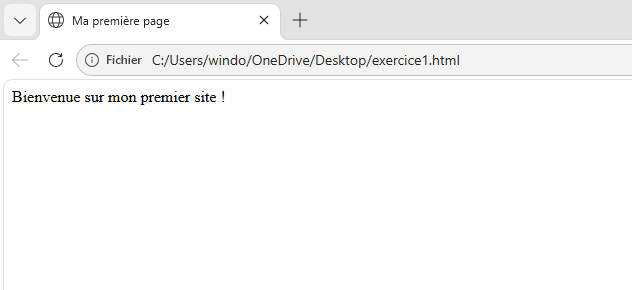 Ma première page
Fichier C:/Users/windo/OneDrive/Desktop/exercice1.html
Bienvenue sur mon premier site !